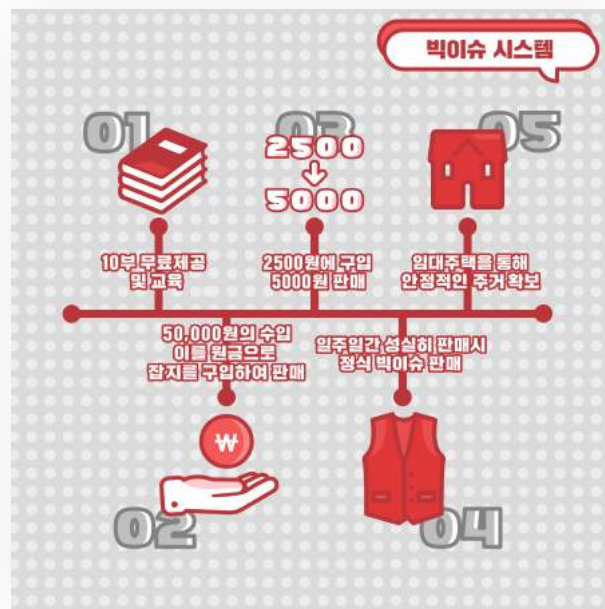 빅이슈 시스템
01
10부 무료제공
및 교육
02
50,000원의 수입
이를 원금으로
잡지를 구입하여 판매
₩
03
2500
5000
2500원에 구입
5000원 판매
04
일주일간 성실히 판매시
정식 빅이슈 판매
05
임대주택을 통해
안정적인 주거 확보